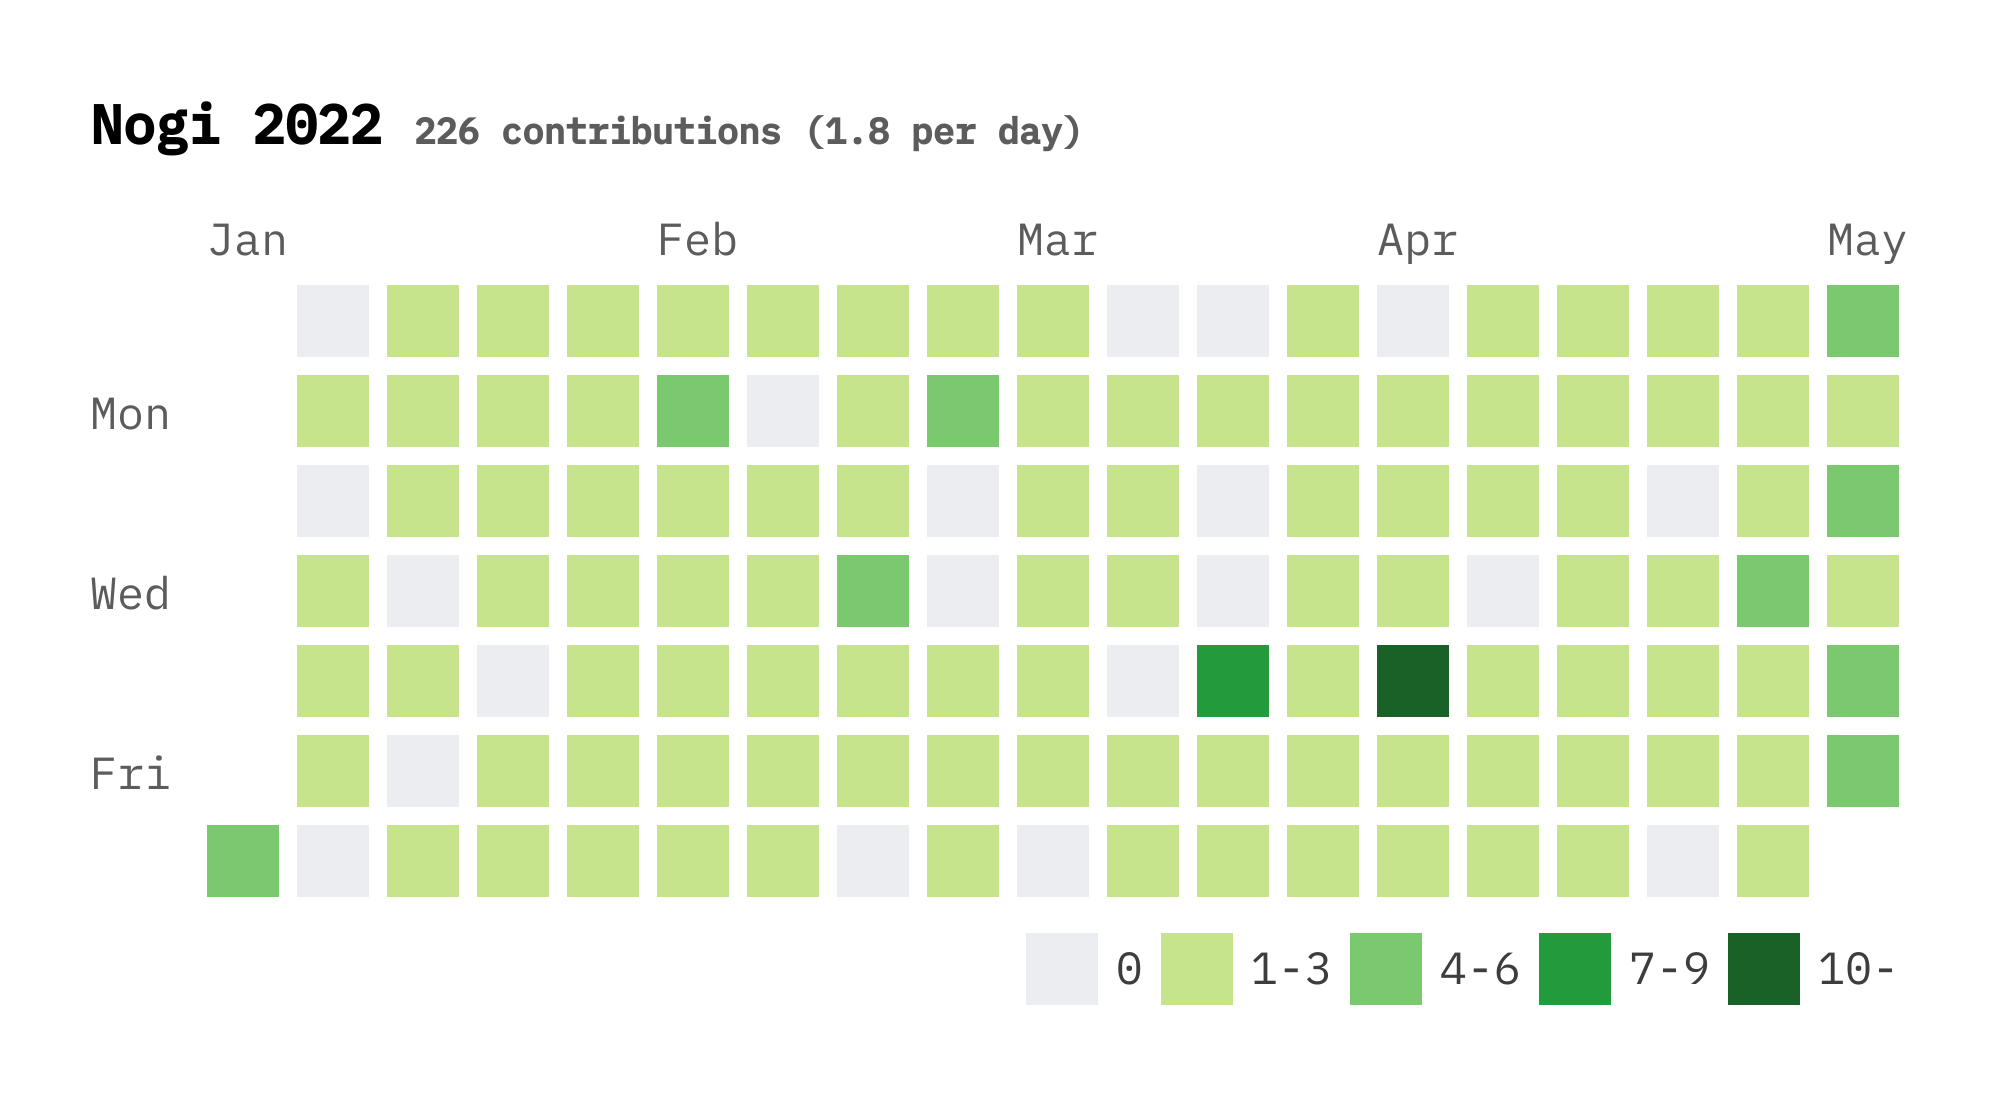 Nogi 2022 226 contributions (1.8 per day)
Jan Feb Mar Apr May
Mon
Wed
Fri
0 1-3 4-6 7-9 10-